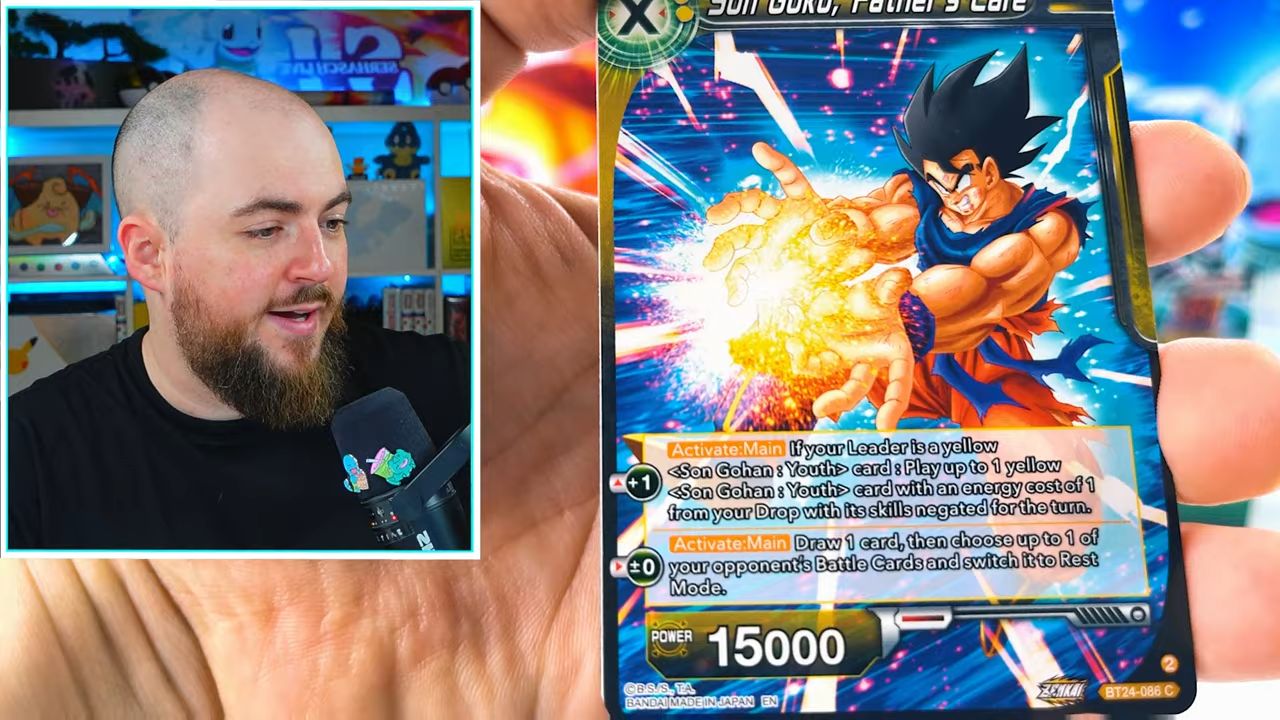 X
Son Goku, Father's Care
Activate:Main If your Leader is a yellow
<Son Gohan : Youth> card : Play up to 1 yellow
+1
<Son Gohan : Youth> card with an energy cost of 1
from your Drop with its skills negated for the turn.
Activate:Main Draw 1 card, then choose up to 1 of
±0
your opponent's Battle Cards and switch it to Rest
Mode.
POWER
15000
2
©B.S./S., T.A.
BANDAI MADE IN JAPAN EN
ZENKAI
BT24-086 C